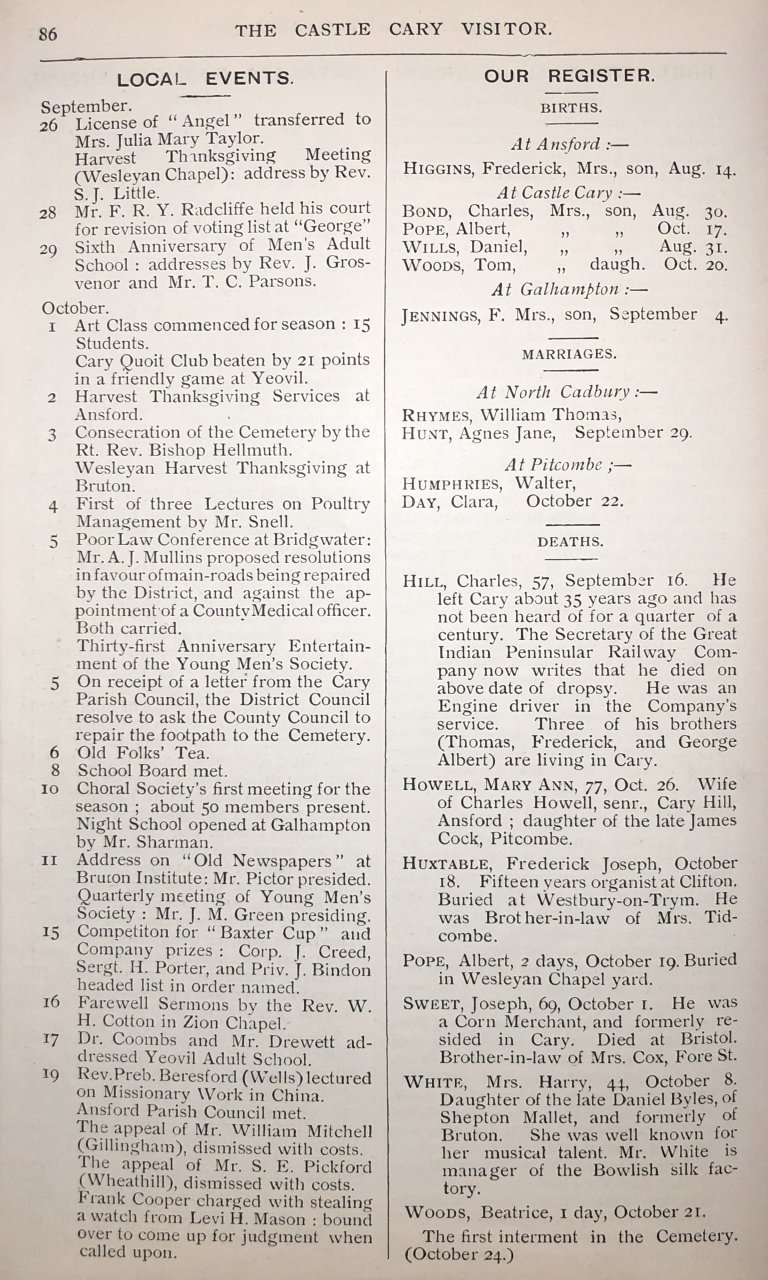 86
THE CASTLE CARY VISITOR.
LOCAL EVENTS.
September.
26 License of "Angel" transferred to
Mrs. Julia Mary Taylor.
Harvest Thanksgiving Meeting
(Wesleyan Chapel): address by Rev.
S. J. Little.
28 Mr. F. R. Y. Radcliffe held his court
for revision of voting list at "George"
29 Sixth Anniversary of Men's Adult
School : addresses by Rev. J. Gros-
venor and Mr. T. C. Parsons.
October.
1 Art Class commenced for season : 15
Students.
Cary Quoit Club beaten by 21 points
in a friendly game at Yeovil.
2 Harvest Thanksgiving Services at
Ansford.
3 Consecration of the Cemetery by the
Rt. Rev. Bishop Hellmuth.
Wesleyan Harvest Thanksgiving at
Bruton.
4 First of three Lectures on Poultry
Management by Mr. Snell.
5 Poor Law Conference at Bridgwater:
Mr. A. J. Mullins proposed resolutions
in favour of main-roads being repaired
by the District, and against the ap-
pointment of a County Medical officer.
Both carried.
Thirty-first Anniversary Entertain-
ment of the Young Men's Society.
5 On receipt of a letter from the Cary
Parish Council, the District Council
resolve to ask the County Council to
repair the footpath to the Cemetery.
6 Old Folks' Tea.
8 School Board met.
10 Choral Society's first meeting for the
season ; about 50 members present.
Night School opened at Galhampton
by Mr. Sharman.
11 Address on "Old Newspapers" at
Bruton Institute: Mr. Pictor presided.
Quarterly meeting of Young Men's
Society : Mr. J. M. Green presiding.
15 Competiton for "Baxter Cup" and
Company prizes : Corp. J. Creed,
Sergt. H. Porter, and Priv. J. Bindon
headed list in order named.
16 Farewell Sermons by the Rev. W.
H. Cotton in Zion Chapel.
17 Dr. Coombs and Mr. Drewett ad-
dressed Yeovil Adult School.
19 Rev. Preb. Beresford (Wells) lectured
on Missionary Work in China.
Ansford Parish Council met.
The appeal of Mr. William Mitchell
(Gillingham), dismissed with costs.
The appeal of Mr. S. E. Pickford
(Wheathill), dismissed with costs.
Frank Cooper charged with stealing
a watch from Levi H. Mason : bound
over to come up for judgment when
called upon.
OUR REGISTER.
BIRTHS.
At Ansford :—
HIGGINS, Frederick, Mrs., son, Aug. 14.
At Castle Cary :—
BOND, Charles, Mrs., son, Aug. 30.
POPE, Albert, „ „ Oct. 17.
WILLS, Daniel, „ „ Aug. 31.
WOODS, Tom, „ daugh. Oct. 20.
At Galhampton :—
JENNINGS, F. Mrs., son, September 4.
MARRIAGES.
At North Cadbury :—
RHYMES, William Thomas,
HUNT, Agnes Jane, September 29.
At Pitcombe ;—
HUMPHRIES, Walter,
DAY, Clara, October 22.
DEATHS.
HILL, Charles, 57, September 16. He
left Cary about 35 years ago and has
not been heard of for a quarter of a
century. The Secretary of the Great
Indian Peninsular Railway Com-
pany now writes that he died on
above date of dropsy. He was an
Engine driver in the Company's
service. Three of his brothers
(Thomas, Frederick, and George
Albert) are living in Cary.
HOWELL, MARY ANN, 77, Oct. 26. Wife
of Charles Howell, senr., Cary Hill,
Ansford ; daughter of the late James
Cock, Pitcombe.
HUXTABLE, Frederick Joseph, October
18. Fifteen years organist at Clifton.
Buried at Westbury-on-Trym. He
was Brother-in-law of Mrs. Tid-
combe.
POPE, Albert, 2 days, October 19. Buried
in Wesleyan Chapel yard.
SWEET, Joseph, 69, October 1. He was
a Corn Merchant, and formerly re-
sided in Cary. Died at Bristol.
Brother-in-law of Mrs. Cox, Fore St.
WHITE, Mrs. Harry, 44, October 8.
Daughter of the late Daniel Byles, of
Shepton Mallet, and formerly of
Bruton. She was well known for
her musical talent. Mr. White is
manager of the Bowlish silk fac-
tory.
WOODS, Beatrice, 1 day, October 21.
The first interment in the Cemetery.
(October 24.)